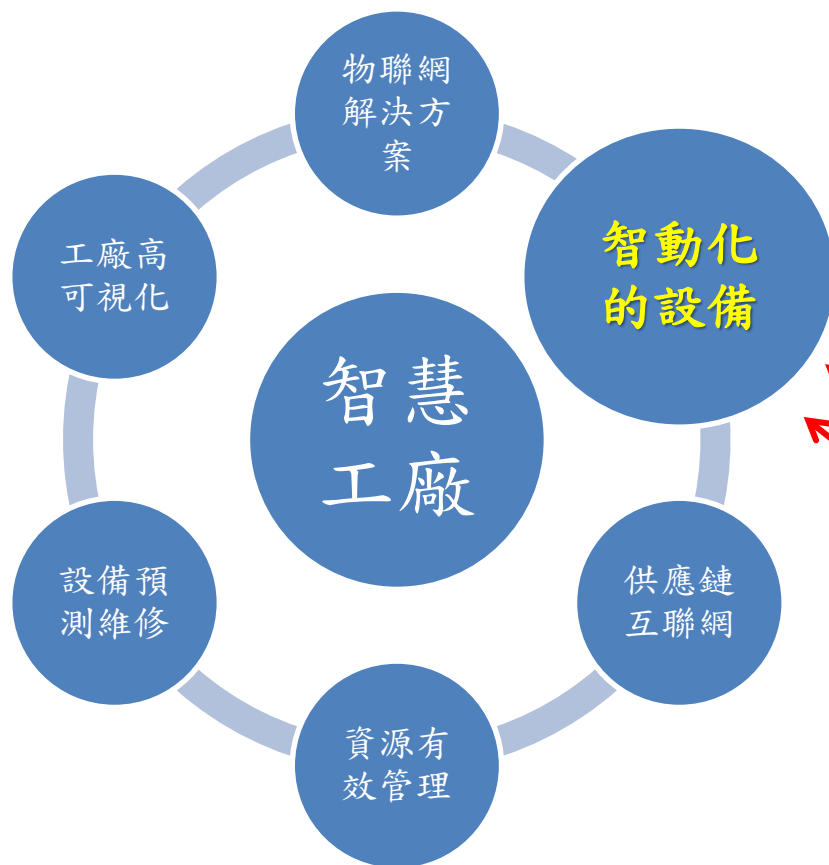 物聯網
解決方
案
智動化
的設備
工廠高
可視化
智慧
工廠
設備預
測維修
供應鏈
互聯網
資源有
效管理